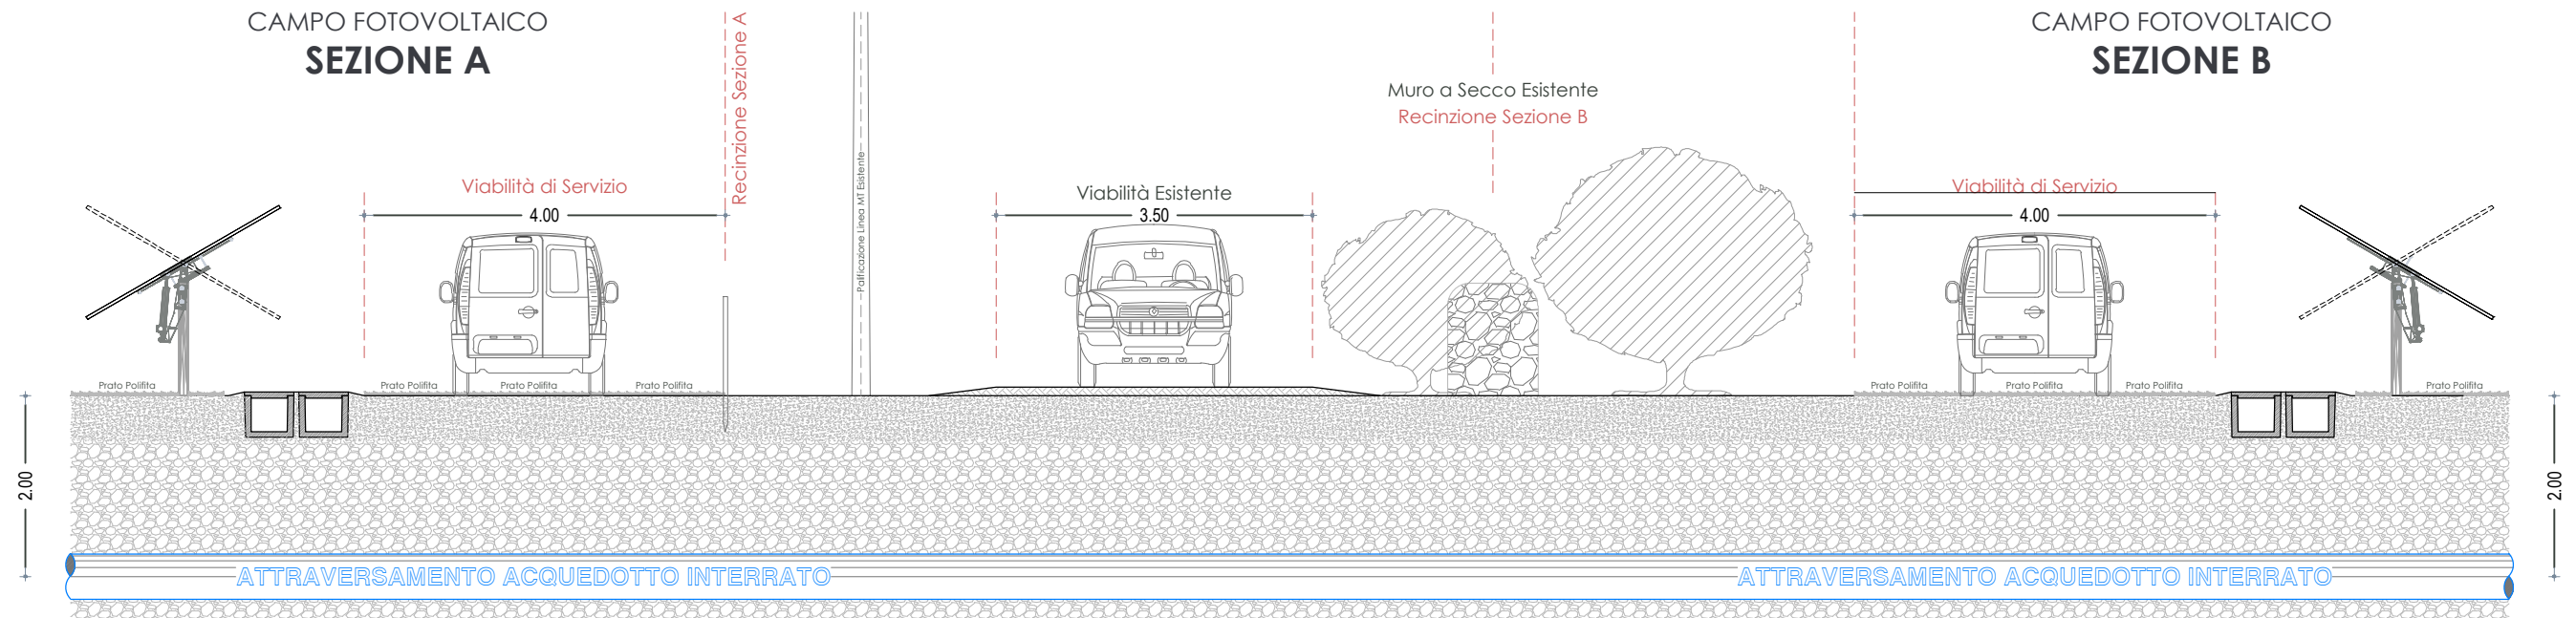 CAMPO FOTOVOLTAICO
SEZIONE A
Recinzione Sezione A
Palificazione Linea MT Esistente
Muro a Secco Esistente
Recinzione Sezione B
CAMPO FOTOVOLTAICO
SEZIONE B
Viabilità di Servizio
4.00
Viabilità Esistente
3.50
Viabilità di Servizio
4.00
Prato Polifita
Prato Polifita
Prato Polifita
Prato Polifita
Prato Polifita
Prato Polifita
Prato Polifita
Prato Polifita
2.00
2.00
ATTRAVERSAMENTO ACQUEDOTTO INTERRATO
ATTRAVERSAMENTO ACQUEDOTTO INTERRATO